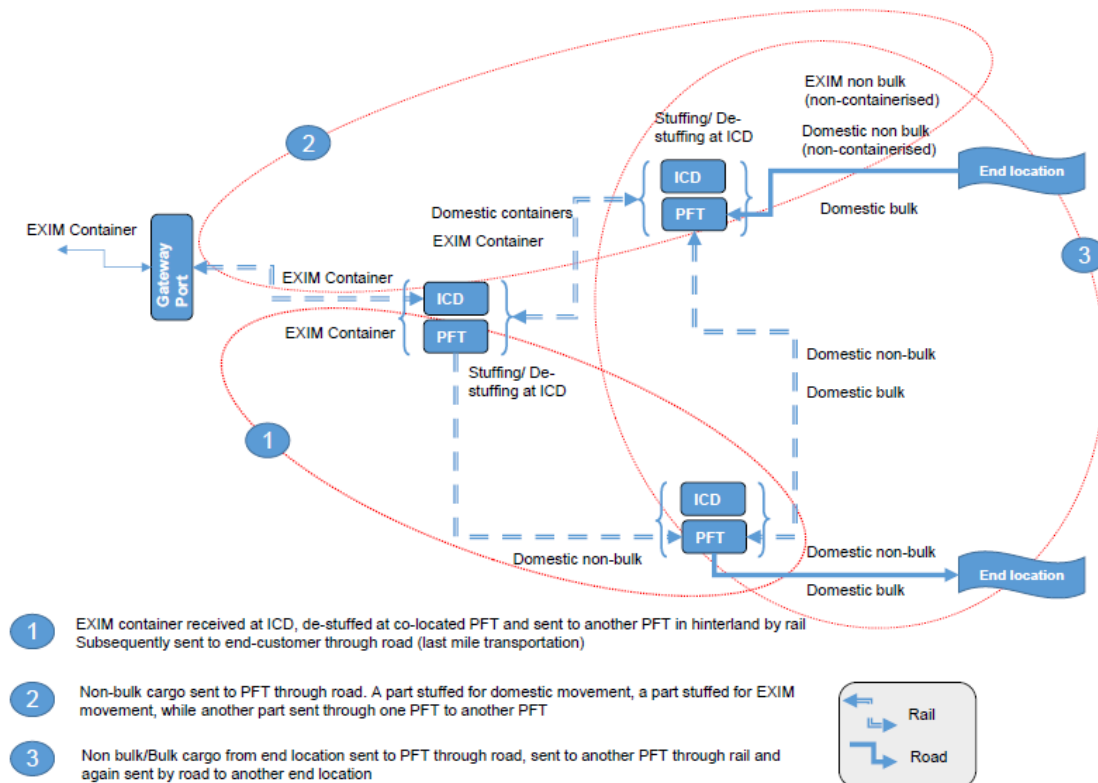 EXIM non bulk
(non-containerised)
Stuffing/ De-
stuffing at ICD
Domestic non bulk
(non-containerised)
2
ICD
End location
PFT
Domestic containers
Domestic bulk
EXIM Container
EXIM Container
3
Gateway
Port
EXIM Container
ICD
EXIM Container
PFT
Domestic non-bulk
Stuffing/ De-
stuffing at ICD
Domestic bulk
1
ICD
PFT
Domestic non-bulk
Domestic non-bulk
End location
Domestic bulk
1
EXIM container received at ICD, de-stuffed at co-located PFT and sent to another PFT in hinterland by rail
Subsequently sent to end-customer through road (last mile transportation)
2
Non-bulk cargo sent to PFT through road. A part stuffed for domestic movement, a part stuffed for EXIM
movement, while another part sent through one PFT to another PFT
3
Non bulk/Bulk cargo from end location sent to PFT through road, sent to another PFT through rail and
again sent by road to another end location
Rail
Road